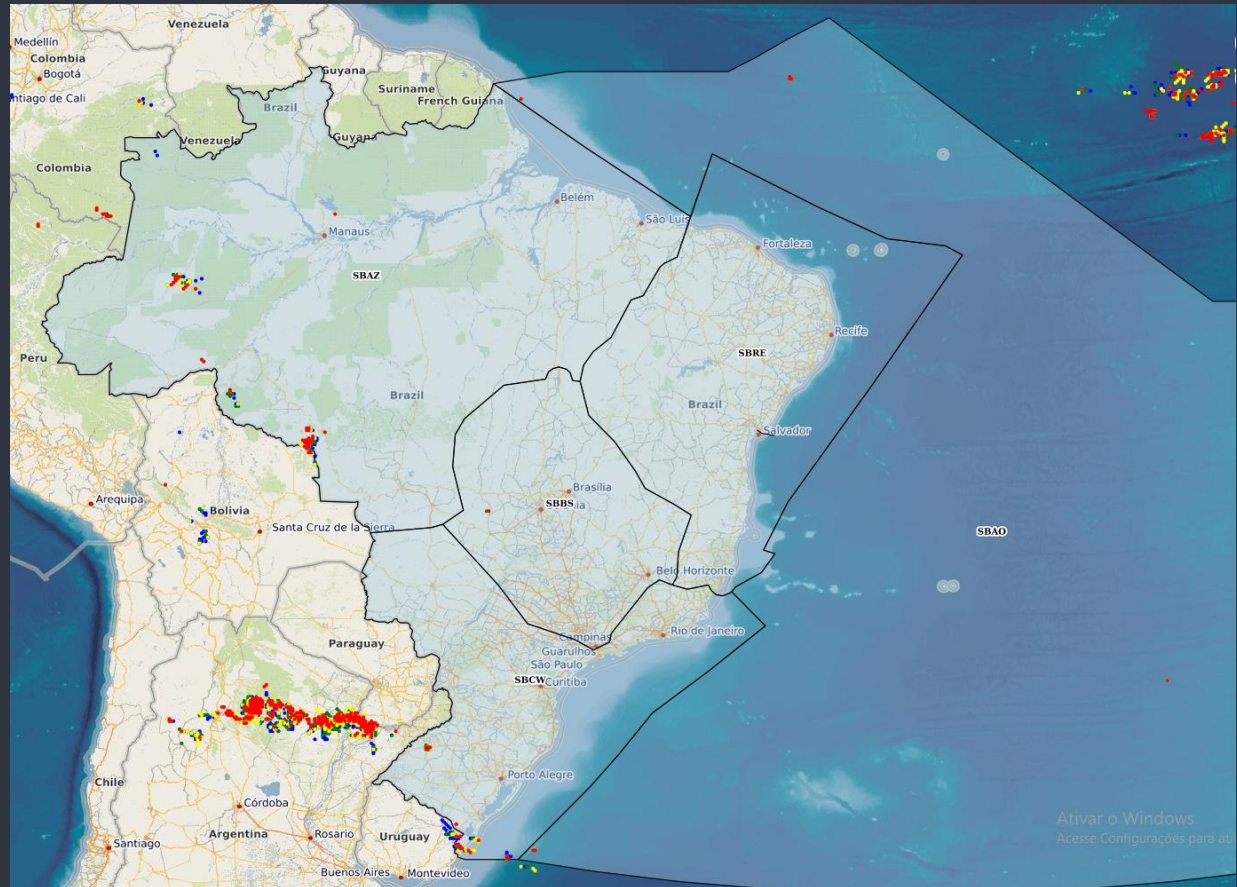 Venezuela
Medellín
Colombia
Bogotá
ntiago de Cali
Guyana
Suriname
French Guiana
Brazil
Venezuela
Guyana
Colombia
Belém
São Luis
Manaus
Fortaleza
SBAZ
Recife
SBRE
Peru
Brazil
Brazil
Salvador
Brasília
SBBS
ia
Arequipa
Bolivia
Santa Cruz de la Sierra
SBAO
Belo Horizonte
Paraguay
Rio de Janeiro
Campinas
Guarulhos
São Paulo
SBCW
Curitiba
Chile
Porto Alegre
Córdoba
Ativar o Windows
Argentina
Rosario
Uruguay
Acesse Configurações para ati
Santiago
Buenos Aires
Montevideo